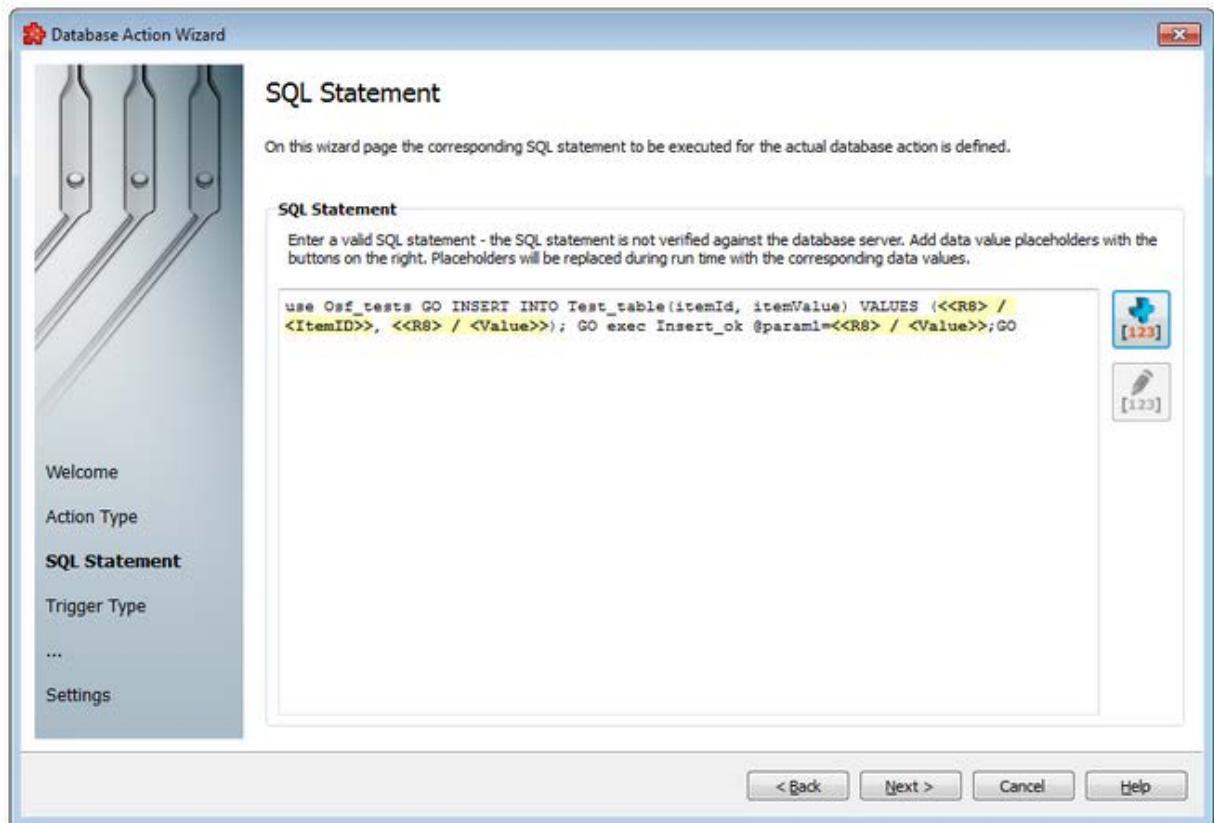 Database Action Wizard
SQL Statement
On this wizard page the corresponding SQL statement to be executed for the actual database action is defined.
SQL Statement
Enter a valid SQL statement - the SQL statement is not verified against the database server. Add data value placeholders with the
buttons on the right. Placeholders will be replaced during run time with the corresponding data values.
use Osf_tests GO INSERT INTO Test_table(itemId, itemValue) VALUES (<<R8> /
<ItemID>>, <<R8> / <Value>>); GO exec Insert_ok @param1=<<R8> / <Value>>;GO
[123]
[123]
Welcome
Action Type
SQL Statement
Trigger Type
...
Settings
< Back
Next >
Cancel
Help